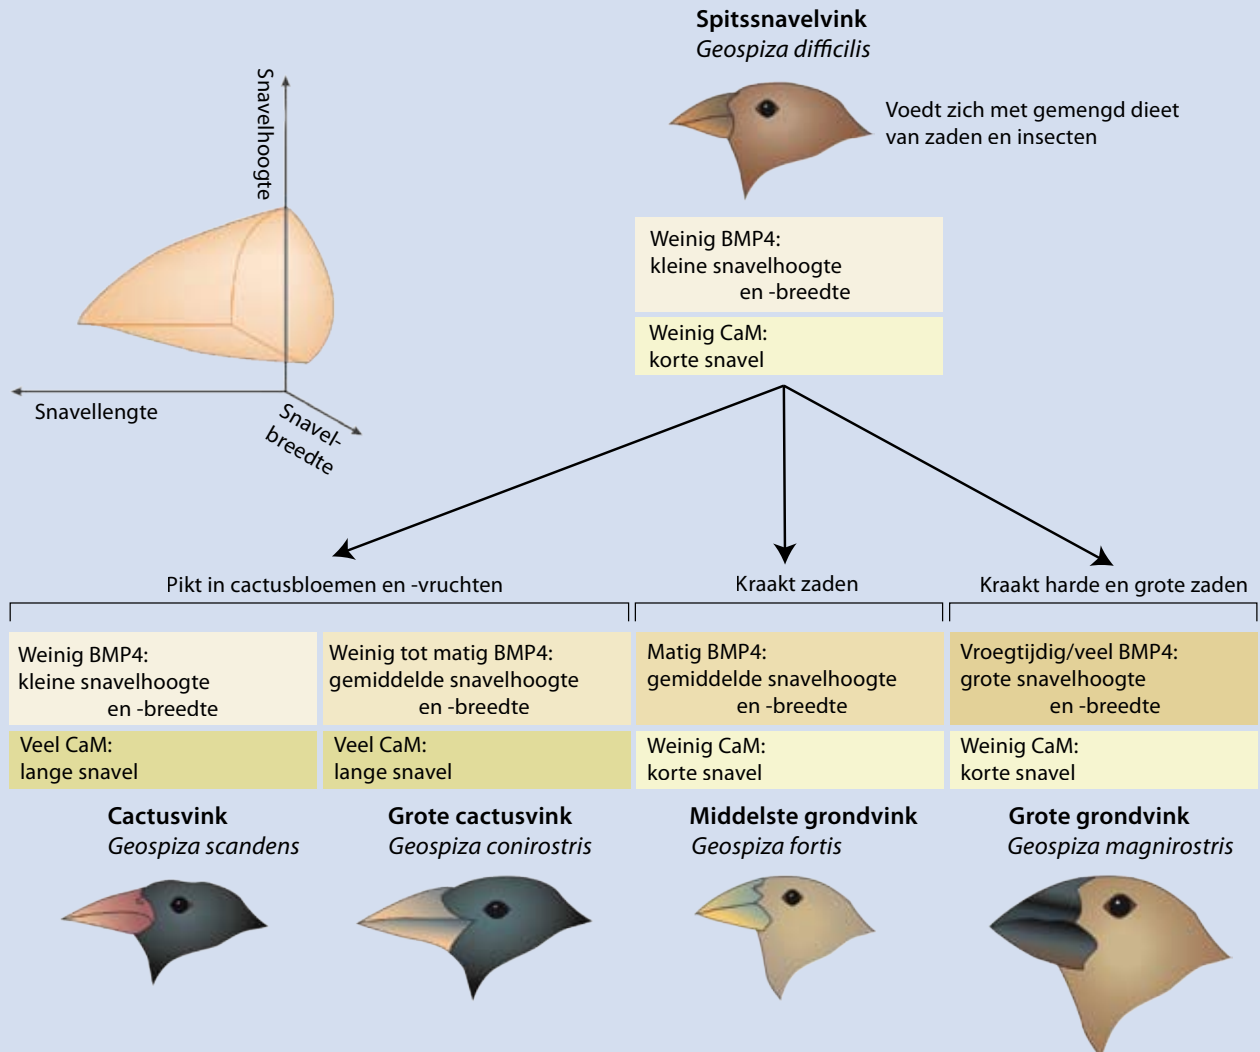 Spitssnavelvink
Geospiza difficilis
Voedt zich met gemengd dieet
van zaden en insecten
Snavelhoogte
Snavellengte
Snavel-
breedte
Weinig BMP4:
kleine snavelhoogte
en -breedte
Weinig CaM:
korte snavel
Pikt in cactusbloemen en -vruchten
Kraakt zaden
Kraakt harde en grote zaden
Weinig BMP4:
kleine snavelhoogte
en -breedte
Veel CaM:
lange snavel
Cactusvink
Geospiza scandens
Weinig tot matig BMP4:
gemiddelde snavelhoogte
en -breedte
Veel CaM:
lange snavel
Grote cactusvink
Geospiza conirostris
Matig BMP4:
gemiddelde snavelhoogte
en -breedte
Weinig CaM:
korte snavel
Middelste grondvink
Geospiza fortis
Vroegtijdig/veel BMP4:
grote snavelhoogte
en -breedte
Weinig CaM:
korte snavel
Grote grondvink
Geospiza magnirostris